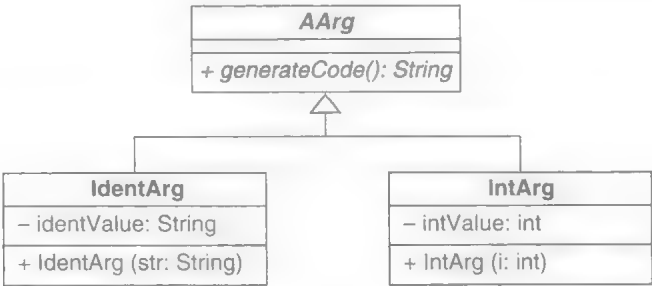 AArg
+ generateCode(): String
IdentArg
– identValue: String
+ IdentArg (str: String)
IntArg
– intValue: int
+ IntArg (i: int)